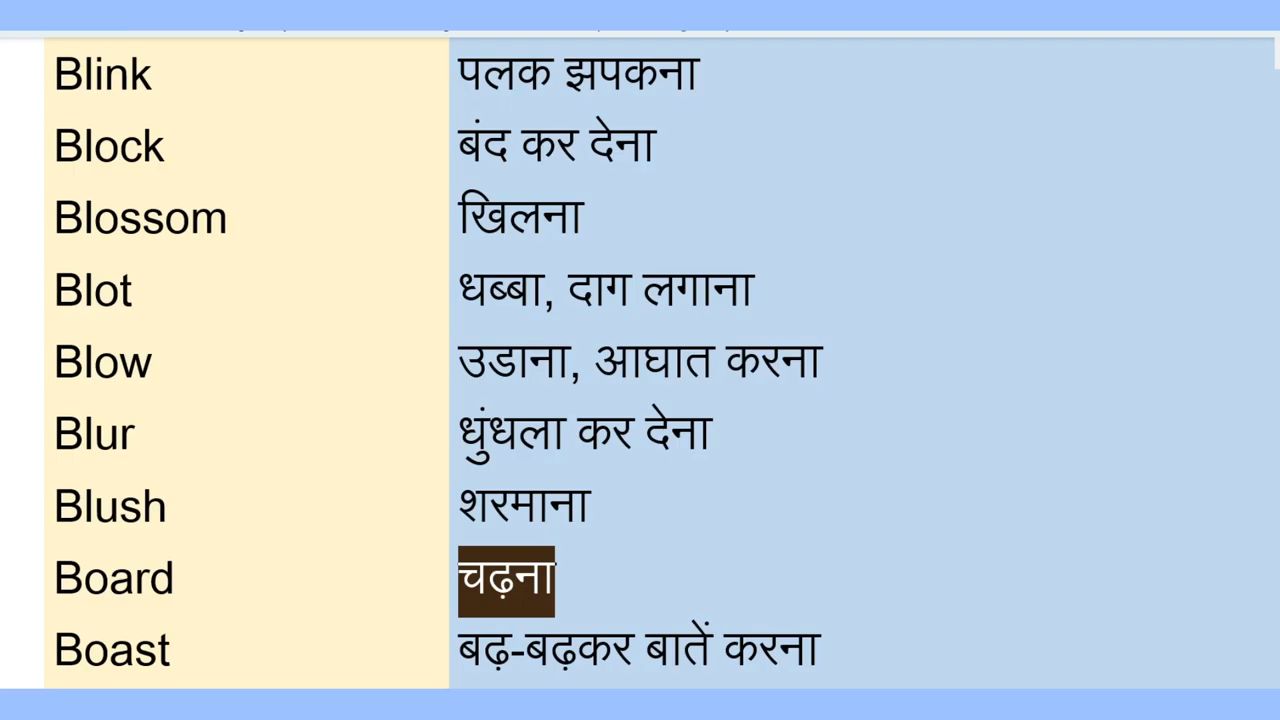 Blink पलक झपकना
Block बंद कर देना
Blossom खिलना
Blot धब्बा, दाग लगाना
Blow उडाना, आघात करना
Blur धुंधला कर देना
Blush शरमाना
Board चढ़ना
Boast बढ़-बढ़कर बातें करना